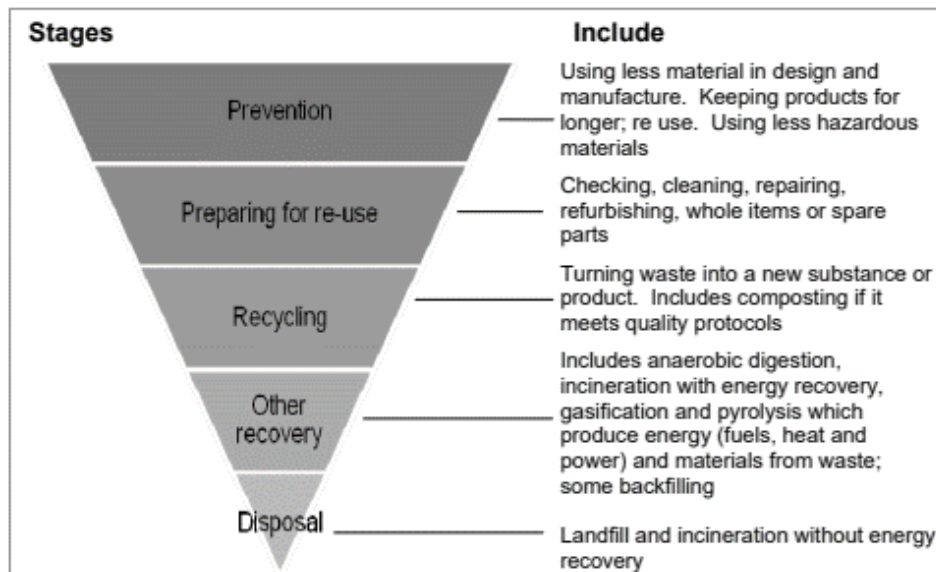 Stages
Include
Prevention
Using less material in design and
manufacture. Keeping products for
longer; re use. Using less hazardous
materials
Preparing for re-use
Checking, cleaning, repairing,
refurbishing, whole items or spare
parts
Recycling
Turning waste into a new substance or
product. Includes composting if it
meets quality protocols
Other
recovery
Includes anaerobic digestion,
incineration with energy recovery,
gasification and pyrolysis which
produce energy (fuels, heat and
power) and materials from waste;
some backfilling
Disposal
Landfill and incineration without energy
recovery